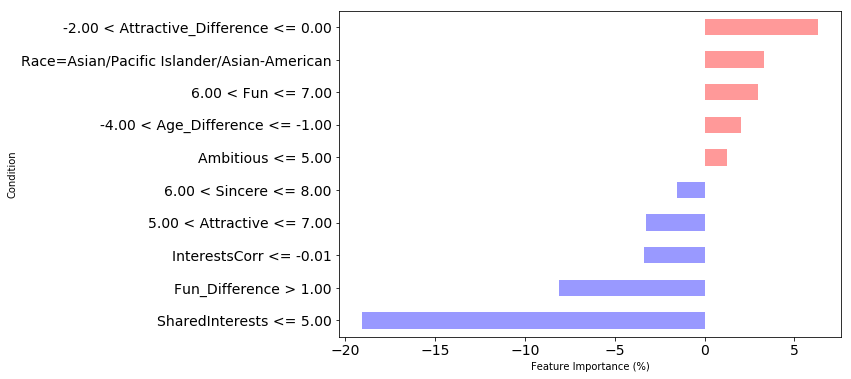 -2.00 < Attractive_Difference <= 0.00
Race=Asian/Pacific Islander/Asian-American
6.00 < Fun <= 7.00
-4.00 < Age_Difference <= -1.00
Ambitious <= 5.00
6.00 < Sincere <= 8.00
5.00 < Attractive <= 7.00
InterestsCorr <= -0.01
Fun_Difference > 1.00
SharedInterests <= 5.00
Condition
−20 −15 −10 −5 0 5
Feature Importance (%)